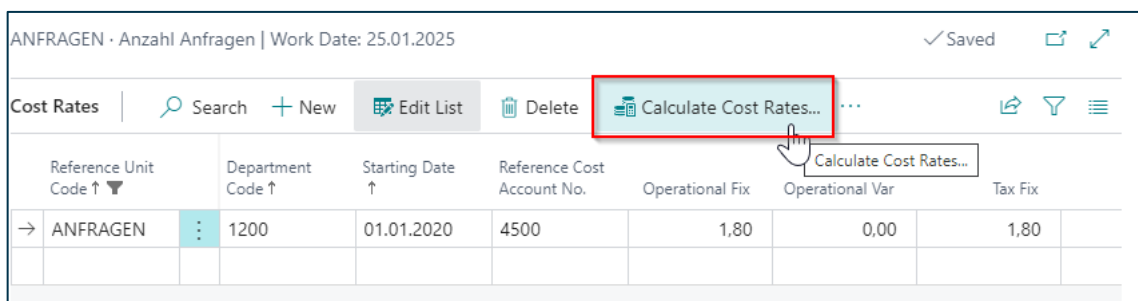 ANFRAGEN · Anzahl Anfragen | Work Date: 25.01.2025 ✓ Saved
Cost Rates Search + New Edit List Delete Calculate Cost Rates... ···
Calculate Cost Rates...
Reference Unit Code ↑ Department Code ↑ Starting Date ↑ Reference Cost Account No. Operational Fix Operational Var Tax Fix
→ ANFRAGEN ⋮ 1200 01.01.2020 4500 1,80 0,00 1,80